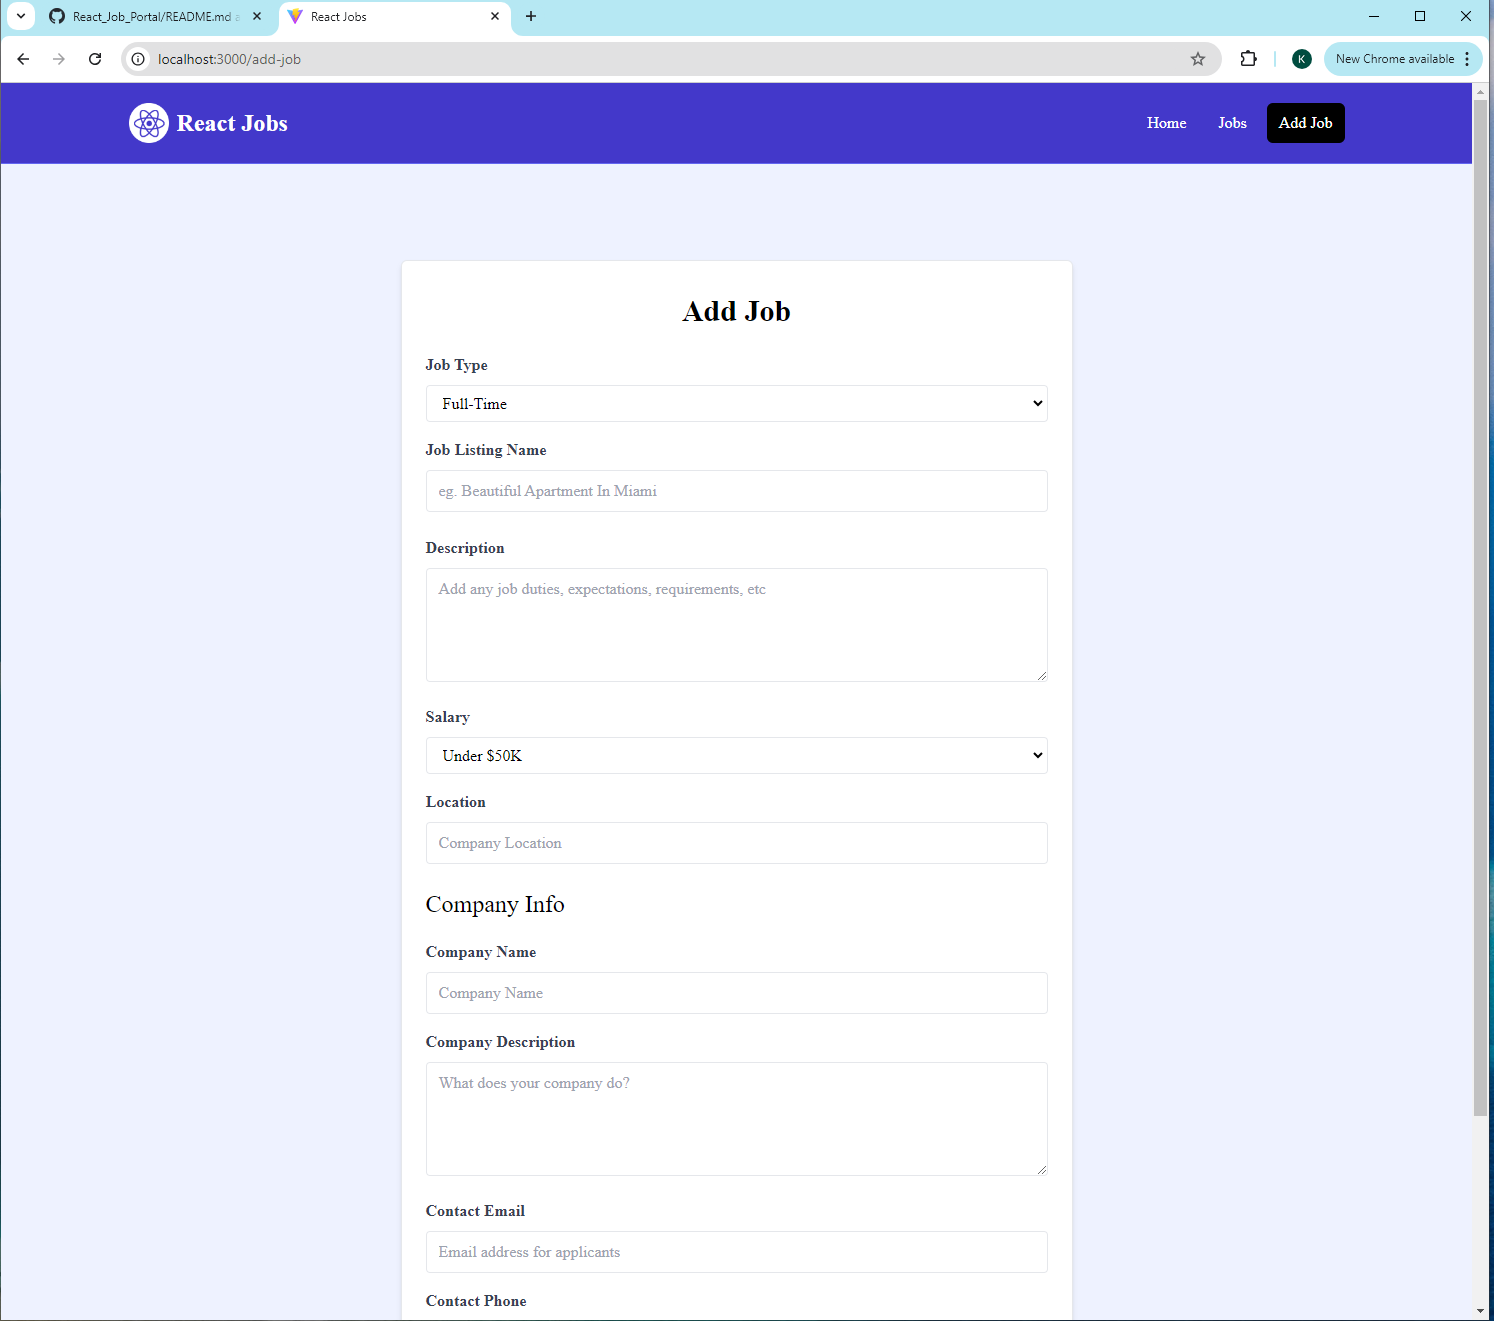 React_Job_Portal/README.md
React Jobs
localhost:3000/add-job
K
New Chrome available
React Jobs
Home
Jobs
Add Job
Add Job
Job Type
Full-Time
Job Listing Name
eg. Beautiful Apartment In Miami
Description
Add any job duties, expectations, requirements, etc
Salary
Under $50K
Location
Company Location
Company Info
Company Name
Company Name
Company Description
What does your company do?
Contact Email
Email address for applicants
Contact Phone